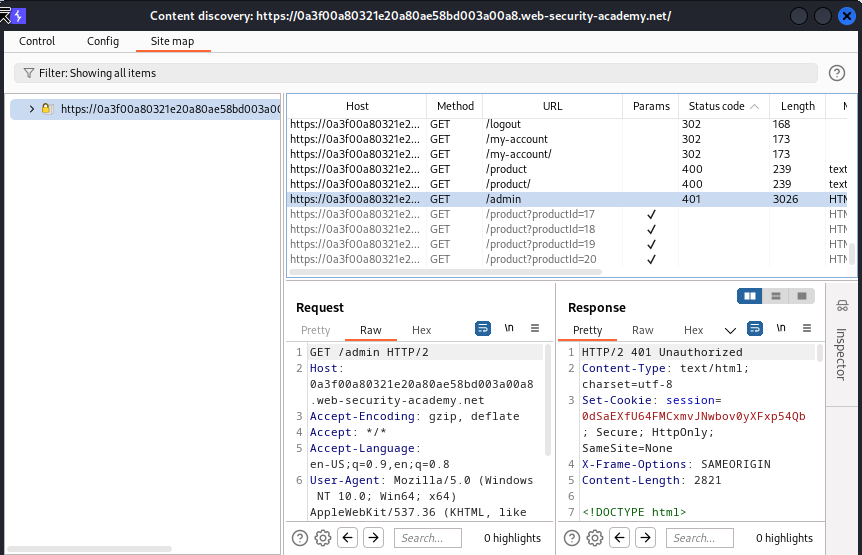 Content discovery: https://0a3f00a80321e20a80ae58bd003a00a8.web-security-academy.net/
Control Config Site map
Filter: Showing all items
https://0a3f00a80321e20a80ae58bd003a00
Host Method URL Params Status code Length
https://0a3f00a80321e2... GET /logout 302 168
https://0a3f00a80321e2... GET /my-account 302 173
https://0a3f00a80321e2... GET /my-account/ 302 173
https://0a3f00a80321e2... GET /product 400 239 text
https://0a3f00a80321e2... GET /product/ 400 239 text
https://0a3f00a80321e2... GET /admin 401 3026 HTM
https://0a3f00a80321e2... GET /product?productId=17 ✓ HTM
https://0a3f00a80321e2... GET /product?productId=18 ✓ HTM
https://0a3f00a80321e2... GET /product?productId=19 ✓ HTM
https://0a3f00a80321e2... GET /product?productId=20 ✓ HTM
Request
Pretty Raw Hex \n
1 GET /admin HTTP/2
2 Host:
0a3f00a80321e20a80ae58bd003a00a8
.web-security-academy.net
3 Accept-Encoding: gzip, deflate
4 Accept: */*
5 Accept-Language:
en-US;q=0.9,en;q=0.8
6 User-Agent: Mozilla/5.0 (Windows
NT 10.0; Win64; x64)
AppleWebKit/537.36 (KHTML, like
Search... 0 highlights
Response
Pretty Raw Hex \n
1 HTTP/2 401 Unauthorized
2 Content-Type: text/html;
charset=utf-8
3 Set-Cookie: session=
0dSaEXfU64FMCxmvJNwbov0yXFxp54Qb
; Secure; HttpOnly;
SameSite=None
4 X-Frame-Options: SAMEORIGIN
5 Content-Length: 2821
6
7 <!DOCTYPE html>
Search... 0 highlights
Inspector